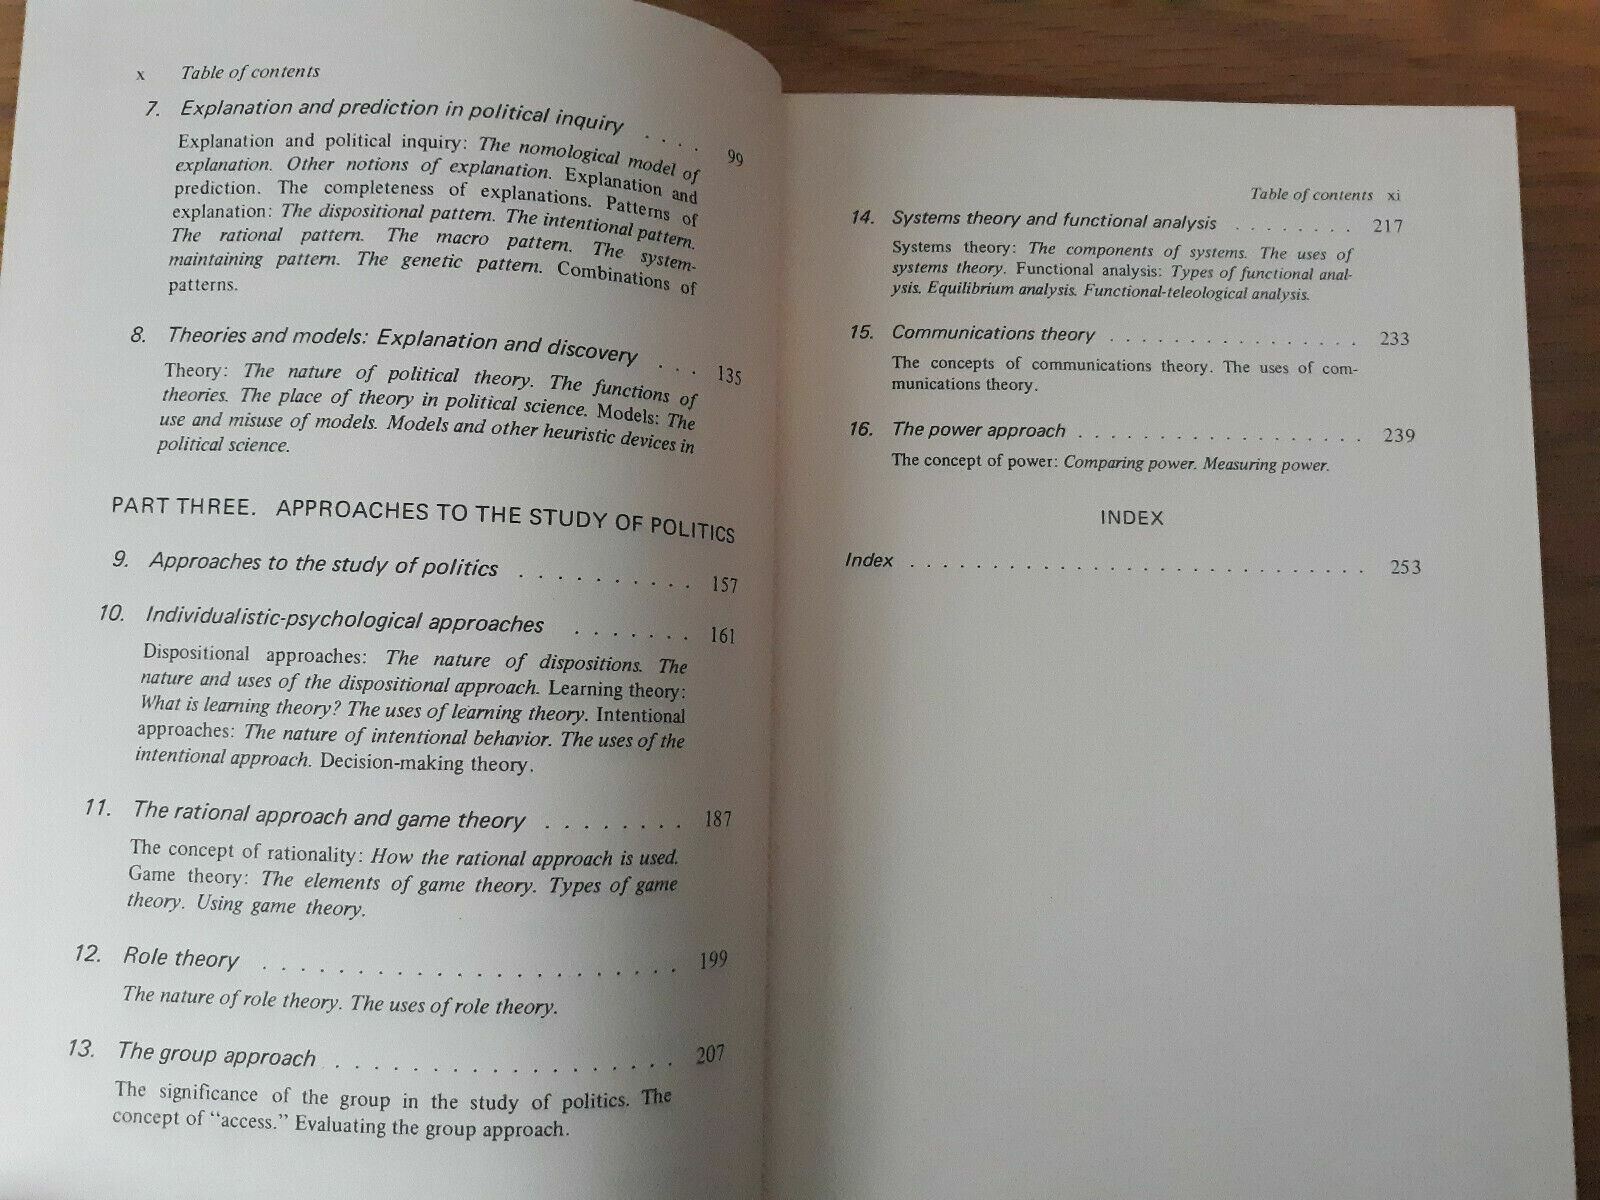 x Table of contents
7. Explanation and prediction in political inquiry . . . . 99
Explanation and political inquiry: The nomological model of
explanation. Other notions of explanation. Explanation and
prediction. The completeness of explanations. Patterns of
explanation: The dispositional pattern. The intentional pattern.
The rational pattern. The macro pattern. The system-
maintaining pattern. The genetic pattern. Combinations of
patterns.
8. Theories and models: Explanation and discovery . . . 135
Theory: The nature of political theory. The functions of
theories. The place of theory in political science. Models: The
use and misuse of models. Models and other heuristic devices in
political science.
PART THREE. APPROACHES TO THE STUDY OF POLITICS
9. Approaches to the study of politics . . . . . . . . . . 157
10. Individualistic-psychological approaches . . . . . . . 161
Dispositional approaches: The nature of dispositions. The
nature and uses of the dispositional approach. Learning theory:
What is learning theory? The uses of learning theory. Intentional
approaches: The nature of intentional behavior. The uses of the
intentional approach. Decision-making theory.
11. The rational approach and game theory . . . . . . . . 187
The concept of rationality: How the rational approach is used.
Game theory: The elements of game theory. Types of game
theory. Using game theory.
12. Role theory . . . . . . . . . . . . . . . . . . . . . . 199
The nature of role theory. The uses of role theory.
13. The group approach . . . . . . . . . . . . . . . . . . 207
The significance of the group in the study of politics. The
concept of “access.” Evaluating the group approach.
Table of contents xi
14. Systems theory and functional analysis . . . . . . . . 217
Systems theory: The components of systems. The uses of
systems theory. Functional analysis: Types of functional anal-
ysis. Equilibrium analysis. Functional-teleological analysis.
15. Communications theory . . . . . . . . . . . . . . . . 233
The concepts of communications theory. The uses of com-
munications theory.
16. The power approach . . . . . . . . . . . . . . . . . . 239
The concept of power: Comparing power. Measuring power.
INDEX
Index . . . . . . . . . . . . . . . . . . . . . . . . . . . . 253